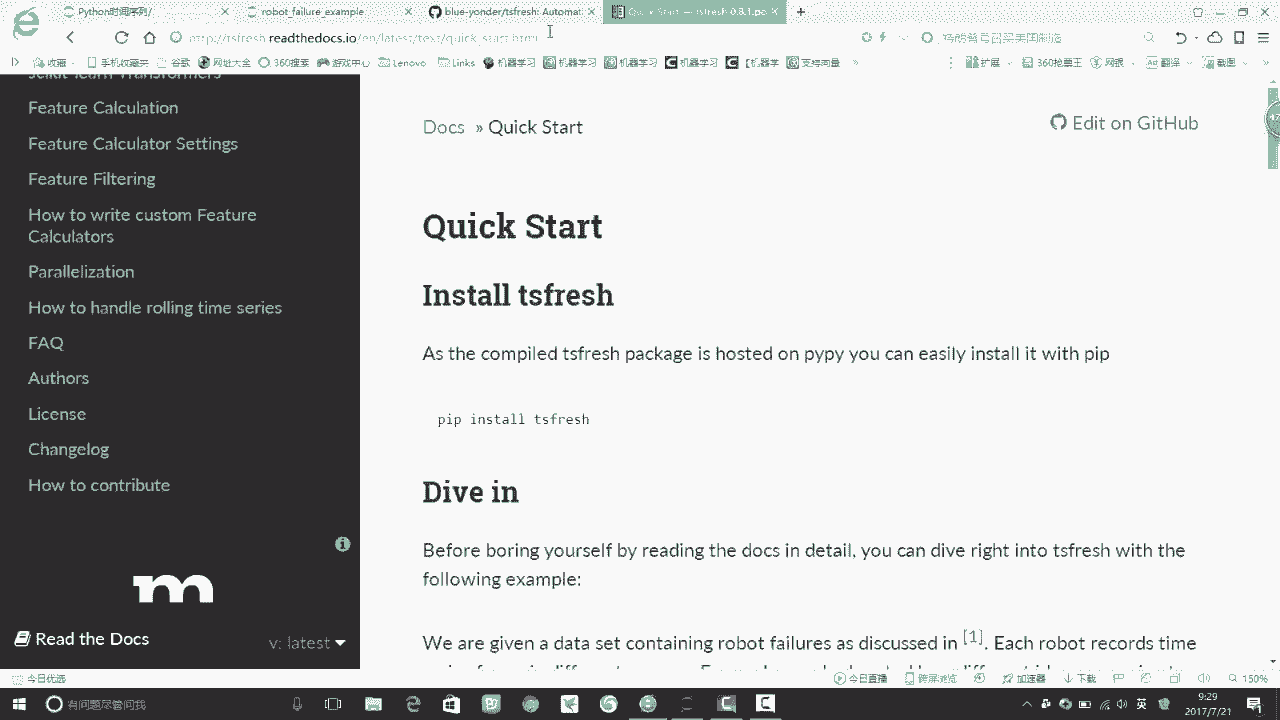 Python时间序列/
robot_failure_example
blue-yonder/tsfresh: Automat
Quick Start — tsfresh 0.8.1.po
http://tsfresh.readthedocs.io/en/latest/text/quick_start.html
收藏
手机收藏夹
谷歌
网址大全
360搜索
游戏中心
Lenovo
Links
机器学习
机器学习
机器学习
机器学习
【机器学
支持向量
扩展
360抢票王
网银
翻译
截图
Scikit-learn Transformers
Feature Calculation
Feature Calculator Settings
Feature Filtering
How to write custom Feature
Calculators
Parallelization
How to handle rolling time series
FAQ
Authors
License
Changelog
How to contribute
m
Read the Docs
v: latest
Docs » Quick Start
Edit on GitHub
Quick Start
Install tsfresh
As the compiled tsfresh package is hosted on pypy you can easily install it with pip
pip install tsfresh
Dive in
Before boring yourself by reading the docs in detail, you can dive right into tsfresh with the
following example:
We are given a data set containing robot failures as discussed in [1]. Each robot records time
今日优选
今日直播
跨屏浏览
加速器
下载
150%
有问题尽管问我
英
9:29
2017/7/21